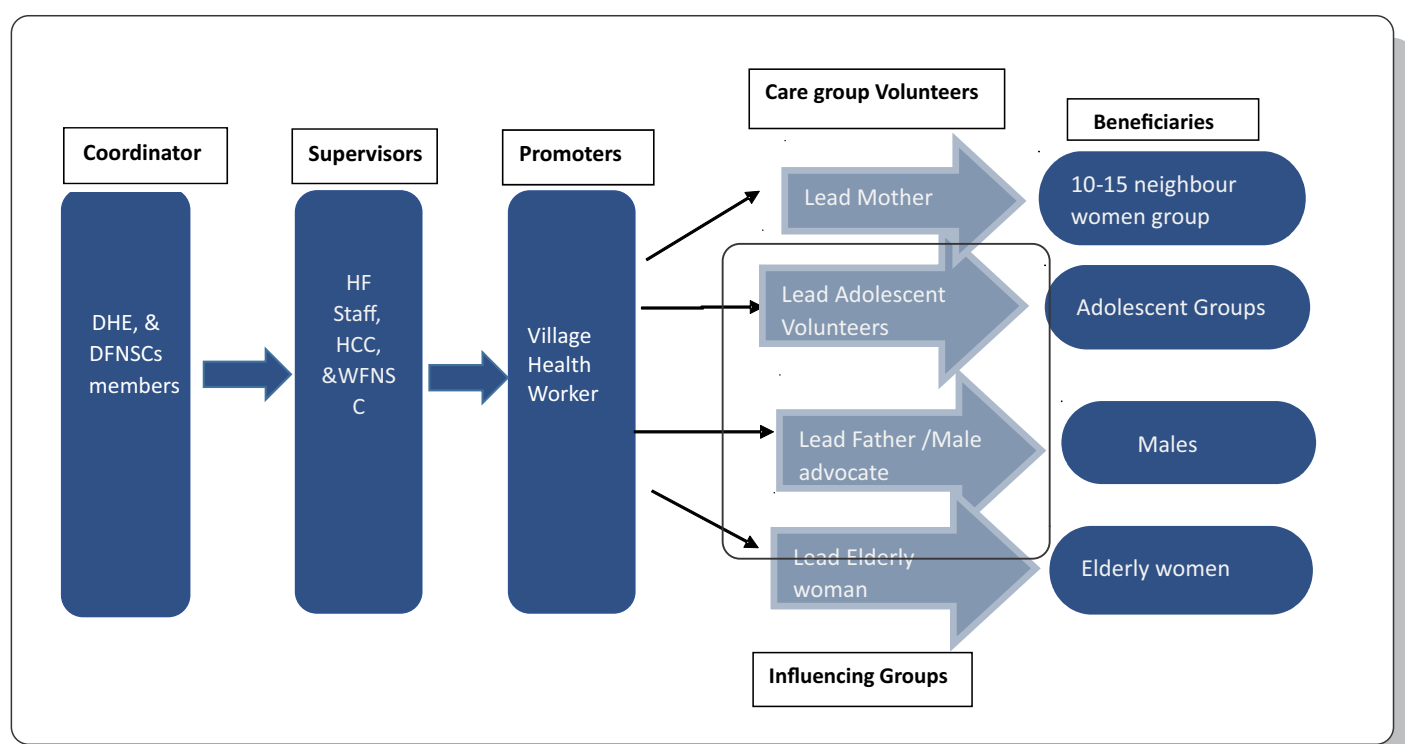 Care group Volunteers
Beneficiaries
Coordinator
Supervisors
Promoters
DHE, &
DFNSCs
members
HF
Staff,
HCC,
&WFNS
C
Village
Health
Worker
Lead Mother
10-15 neighbour
women group
Lead Adolescent
Volunteers
Adolescent Groups
Lead Father /Male
advocate
Males
Lead Elderly
woman
Elderly women
Influencing Groups